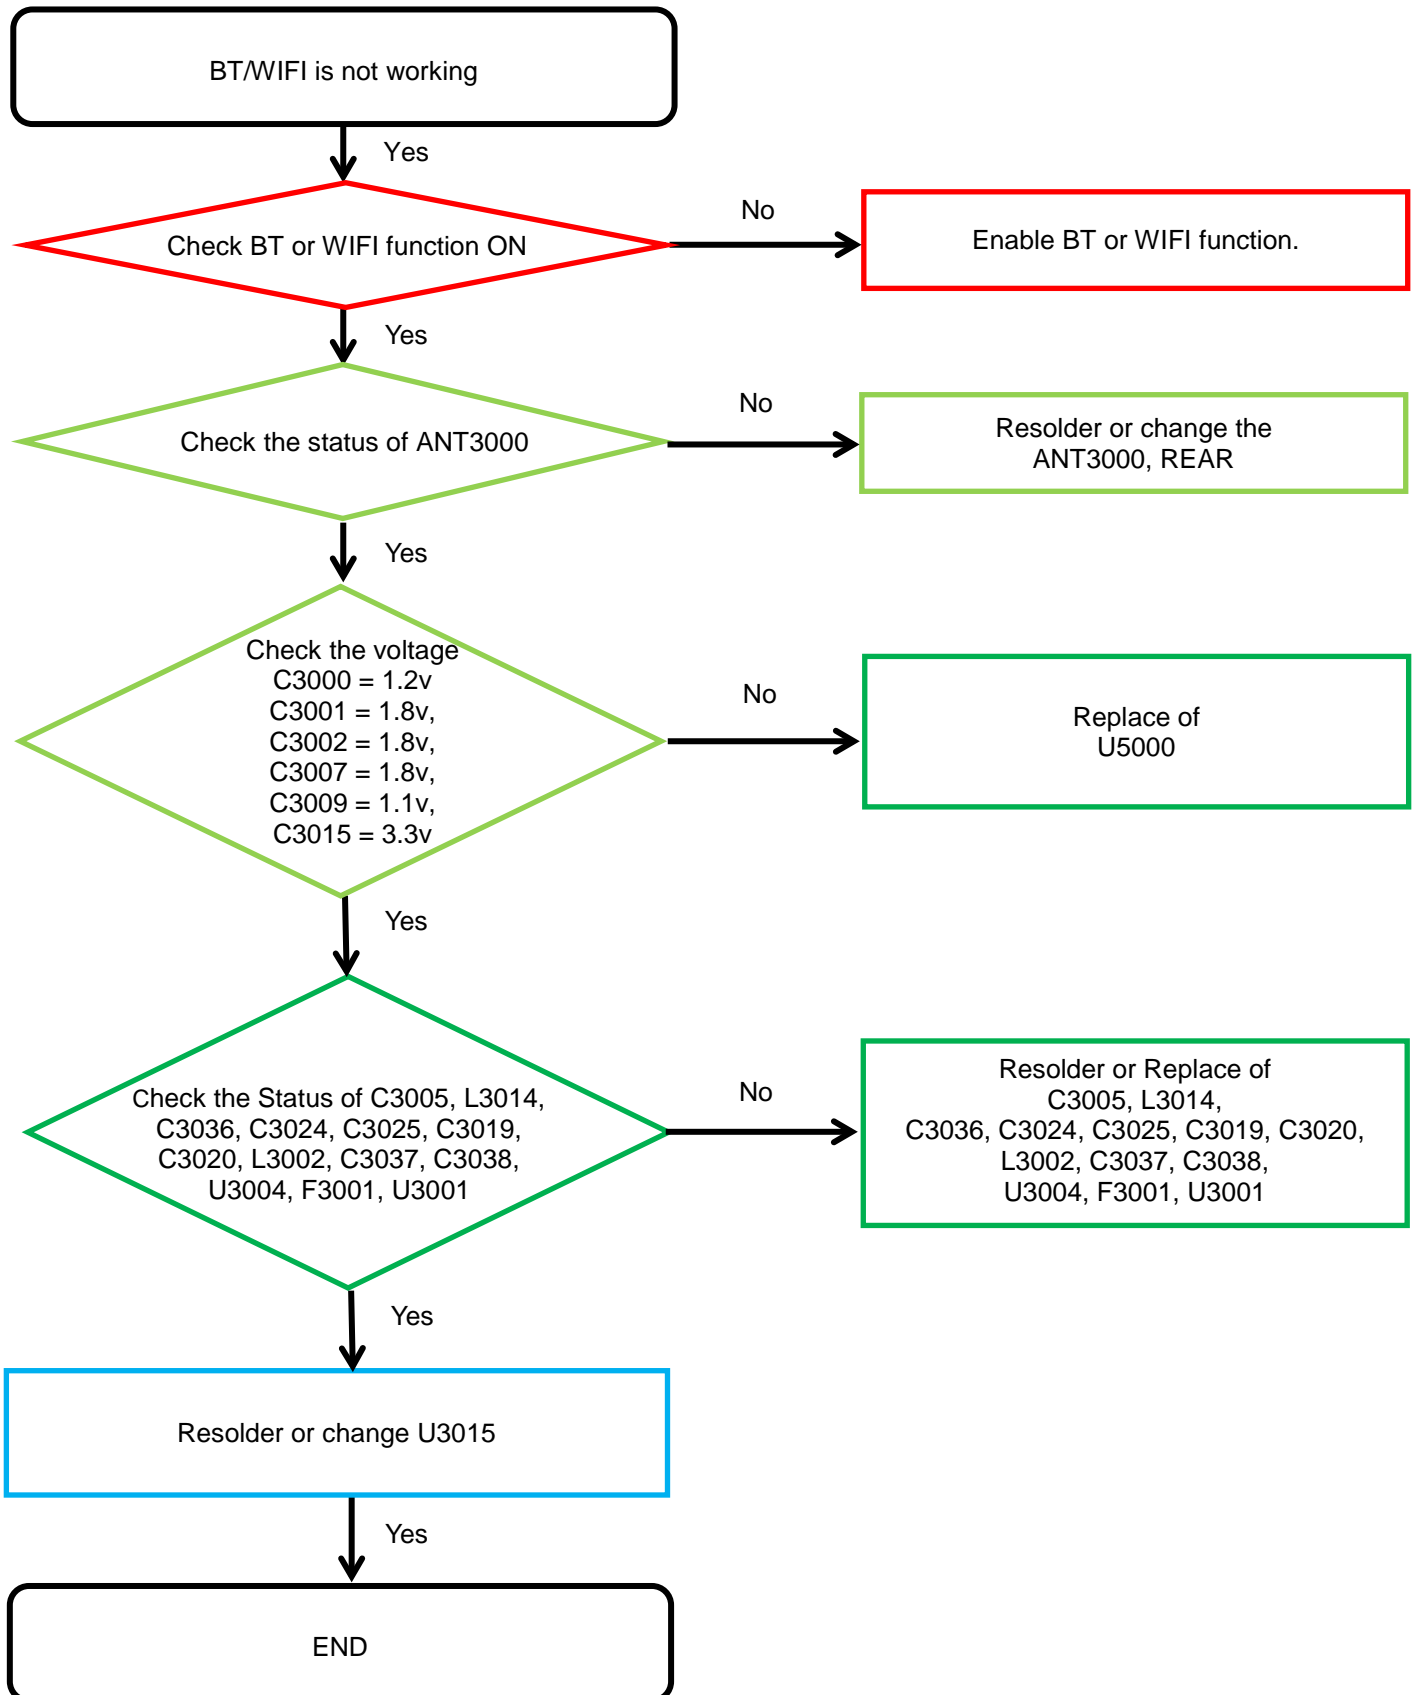 BT/WIFI is not working
Yes
Check BT or WIFI function ON
No
Enable BT or WIFI function.
Yes
Check the status of ANT3000
No
Resolder or change the
ANT3000, REAR
Yes
Check the voltage
C3000 = 1.2v
C3001 = 1.8v,
C3002 = 1.8v,
C3007 = 1.8v,
C3009 = 1.1v,
C3015 = 3.3v
No
Replace of
U5000
Yes
Check the Status of C3005, L3014,
C3036, C3024, C3025, C3019,
C3020, L3002, C3037, C3038,
U3004, F3001, U3001
No
Resolder or Replace of
C3005, L3014,
C3036, C3024, C3025, C3019, C3020,
L3002, C3037, C3038,
U3004, F3001, U3001
Yes
Resolder or change U3015
Yes
END